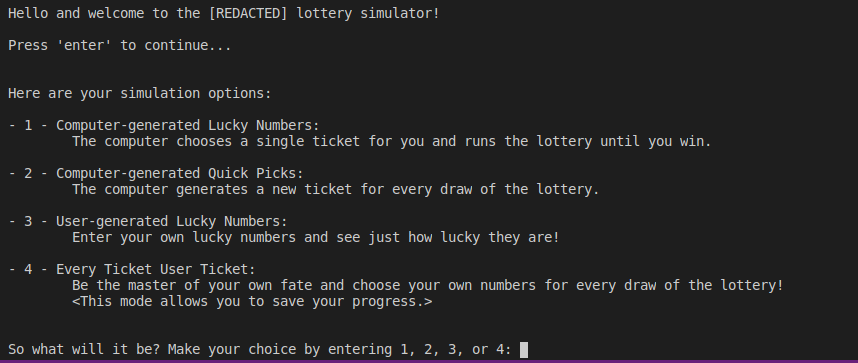 Hello and welcome to the [REDACTED] lottery simulator!
Press 'enter' to continue...
Here are your simulation options:
- 1 - Computer-generated Lucky Numbers:
The computer chooses a single ticket for you and runs the lottery until you win.
- 2 - Computer-generated Quick Picks:
The computer generates a new ticket for every draw of the lottery.
- 3 - User-generated Lucky Numbers:
Enter your own lucky numbers and see just how lucky they are!
- 4 - Every Ticket User Ticket:
Be the master of your own fate and choose your own numbers for every draw of the lottery!
<This mode allows you to save your progress.>
So what will it be? Make your choice by entering 1, 2, 3, or 4: